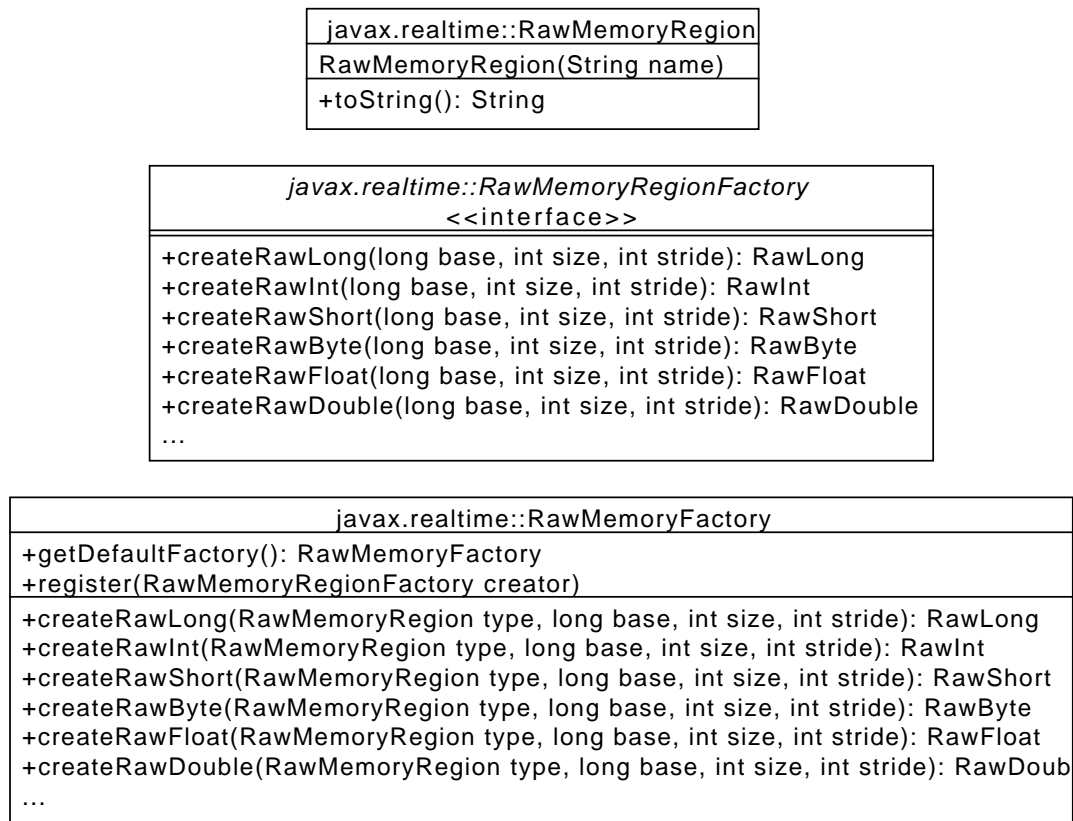 javax.realtime::RawMemoryRegion
RawMemoryRegion(String name)
+toString(): String
javax.realtime::RawMemoryRegionFactory
<<interface>>
+createRawLong(long base, int size, int stride): RawLong
+createRawInt(long base, int size, int stride): RawInt
+createRawShort(long base, int size, int stride): RawShort
+createRawByte(long base, int size, int stride): RawByte
+createRawFloat(long base, int size, int stride): RawFloat
+createRawDouble(long base, int size, int stride): RawDouble
...
javax.realtime::RawMemoryFactory
+getDefaultFactory(): RawMemoryFactory
+register(RawMemoryRegionFactory creator)
+createRawLong(RawMemoryRegion type, long base, int size, int stride): RawLong
+createRawInt(RawMemoryRegion type, long base, int size, int stride): RawInt
+createRawShort(RawMemoryRegion type, long base, int size, int stride): RawShort
+createRawByte(RawMemoryRegion type, long base, int size, int stride): RawByte
+createRawFloat(RawMemoryRegion type, long base, int size, int stride): RawFloat
+createRawDouble(RawMemoryRegion type, long base, int size, int stride): RawDoub
...